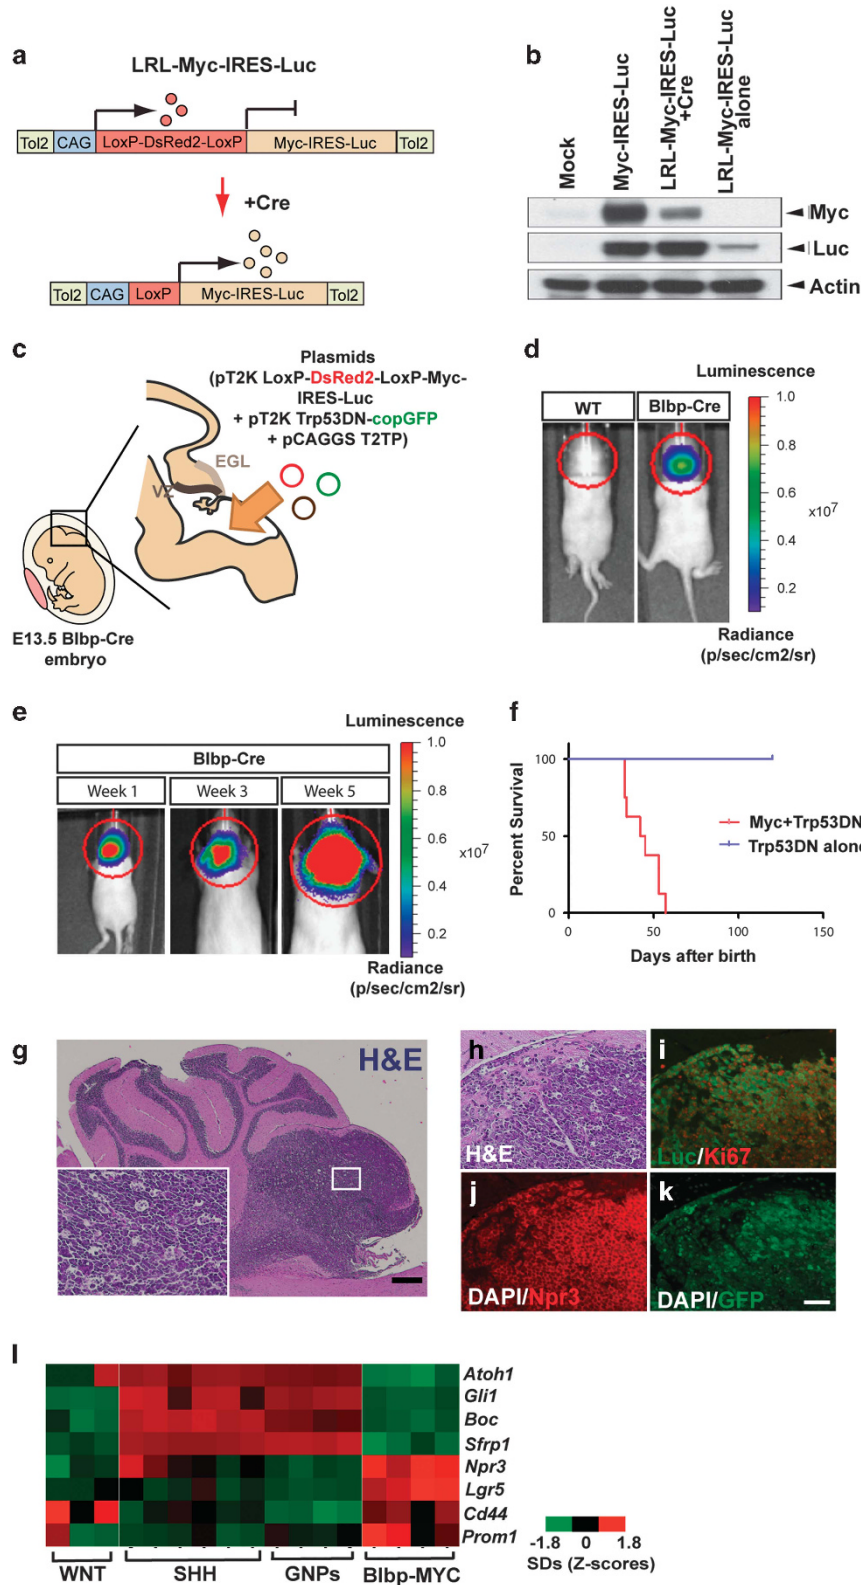 a
LRL-Myc-IRES-Luc
Tol2 CAG LoxP-DsRed2-LoxP Myc-IRES-Luc Tol2
+Cre
Tol2 CAG LoxP Myc-IRES-Luc Tol2
b
Mock
Myc-IRES-Luc
LRL-Myc-IRES-Luc
+Cre
LRL-Myc-IRES-Luc
alone
Myc
Luc
Actin
c
Plasmids
(pT2K LoxP-DsRed2-LoxP-Myc-
IRES-Luc
+ pT2K Trp53DN-copGFP
+ pCAGGS T2TP)
EGL
VZ
E13.5 Blbp-Cre
embryo
d
Luminescence
WT Blbp-Cre
1.0
0.8
0.6
0.4
0.2
x10⁷
Radiance
(p/sec/cm2/sr)
e
Luminescence
Blbp-Cre
Week 1 Week 3 Week 5
1.0
0.8
0.6
0.4
0.2
x10⁷
Radiance
(p/sec/cm2/sr)
f
Percent Survival
100
50
0
0 50 100 150
Days after birth
Myc+Trp53DN
Trp53DN alone
g
H&E
h
H&E
i
Luc/Ki67
j
DAPI/Npr3
k
DAPI/GFP
l
Atoh1
Gli1
Boc
Sfrp1
Npr3
Lgr5
Cd44
Prom1
WNT SHH GNPs Blbp-MYC
-1.8 0 1.8
SDs (Z-scores)